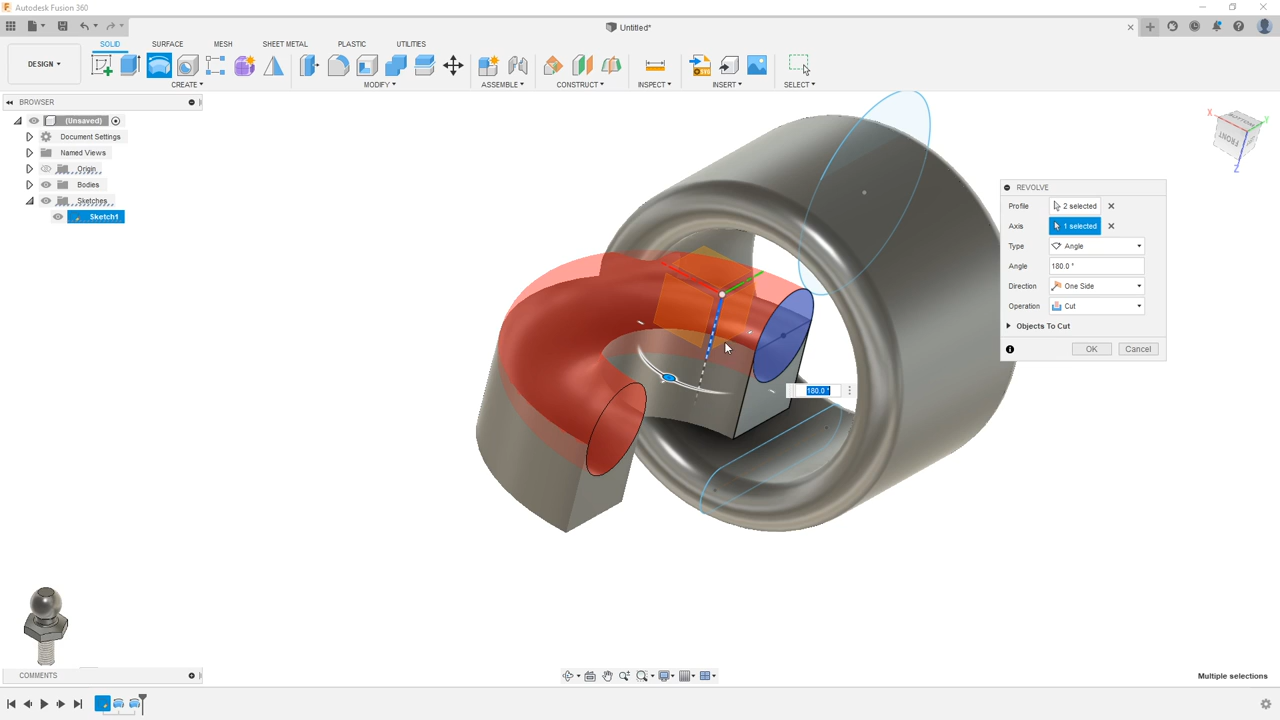 Autodesk Fusion 360
Untitled*
DESIGN
SOLID SURFACE MESH SHEET METAL PLASTIC UTILITIES
CREATE MODIFY ASSEMBLE CONSTRUCT INSPECT INSERT SELECT
BROWSER
(Unsaved)
Document Settings
Named Views
Origin
Bodies
Sketches
Sketch1
X
Y
BOTTOM
FRONT
Z
REVOLVE
Profile 2 selected
Axis 1 selected
Type Angle
Angle 180.0 °
Direction One Side
Operation Cut
Objects To Cut
OK Cancel
180.0 °
COMMENTS
Multiple selections